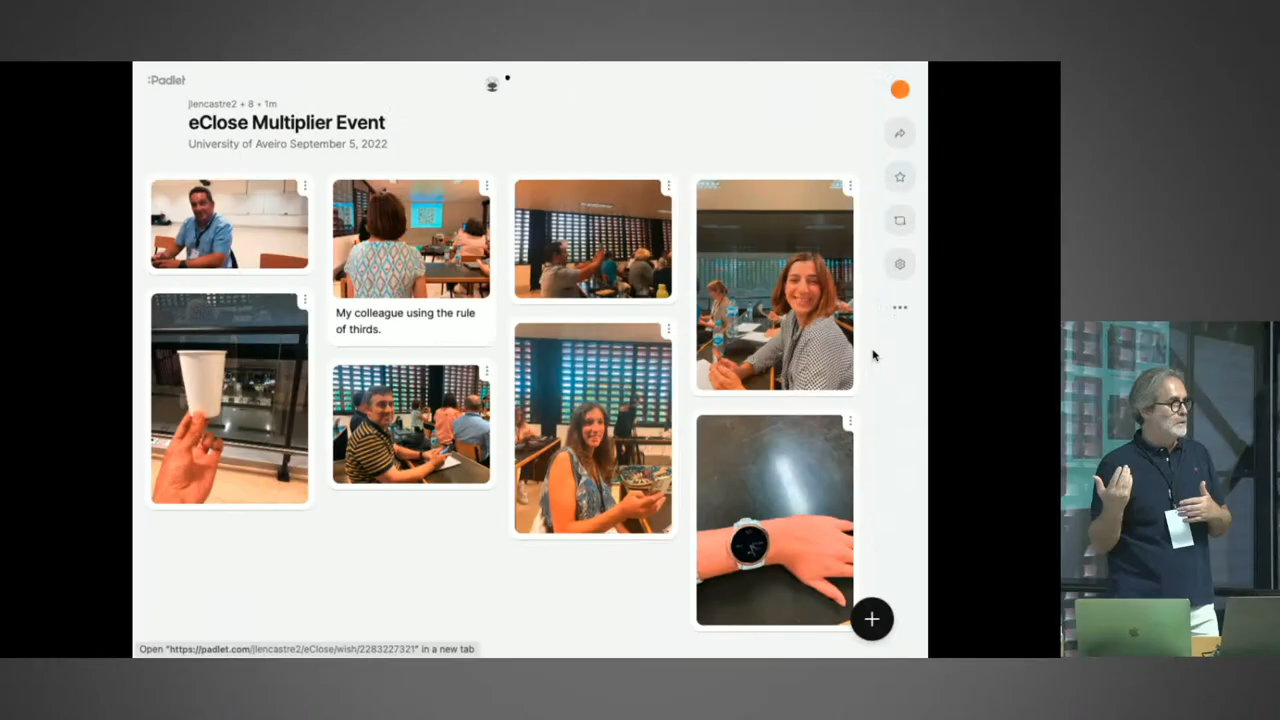 :Padlet
jlencastre2 + 8 • 1m
eClose Multiplier Event
University of Aveiro September 5, 2022
My colleague using the rule
of thirds.
Open "https://padlet.com/jlencastre2/eClose/wish/2283227321" in a new tab